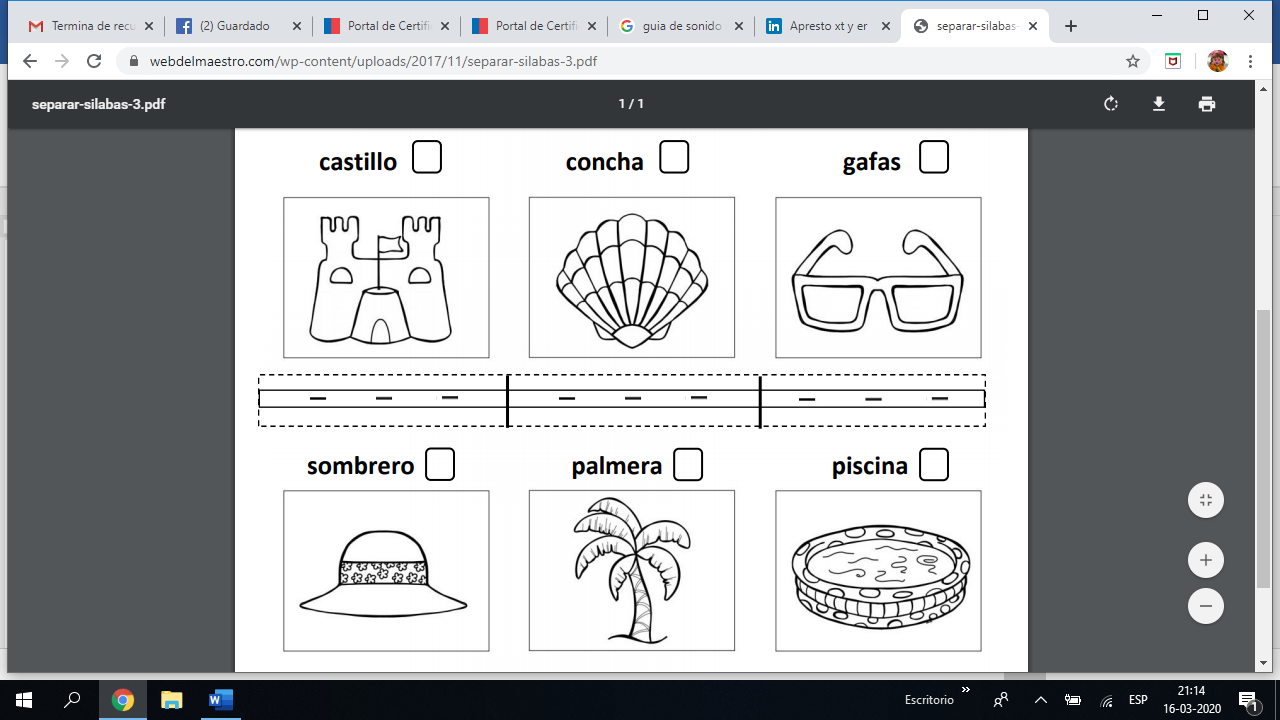 Termina de recu
(2) Guardado
Portal de Certifi
Portal de Certifi
guia de sonido
Apresto xt y er
separar-silabas-
webdelmaestro.com/wp-content/uploads/2017/11/separar-silabas-3.pdf
separar-silabas-3.pdf
1 / 1
castillo concha gafas
sombrero palmera piscina
Escritorio
ESP
21:14
16-03-2020
1